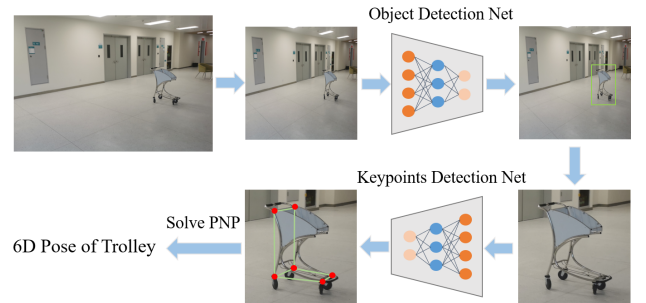 Object Detection Net
Keypoints Detection Net
Solve PNP
6D Pose of Trolley